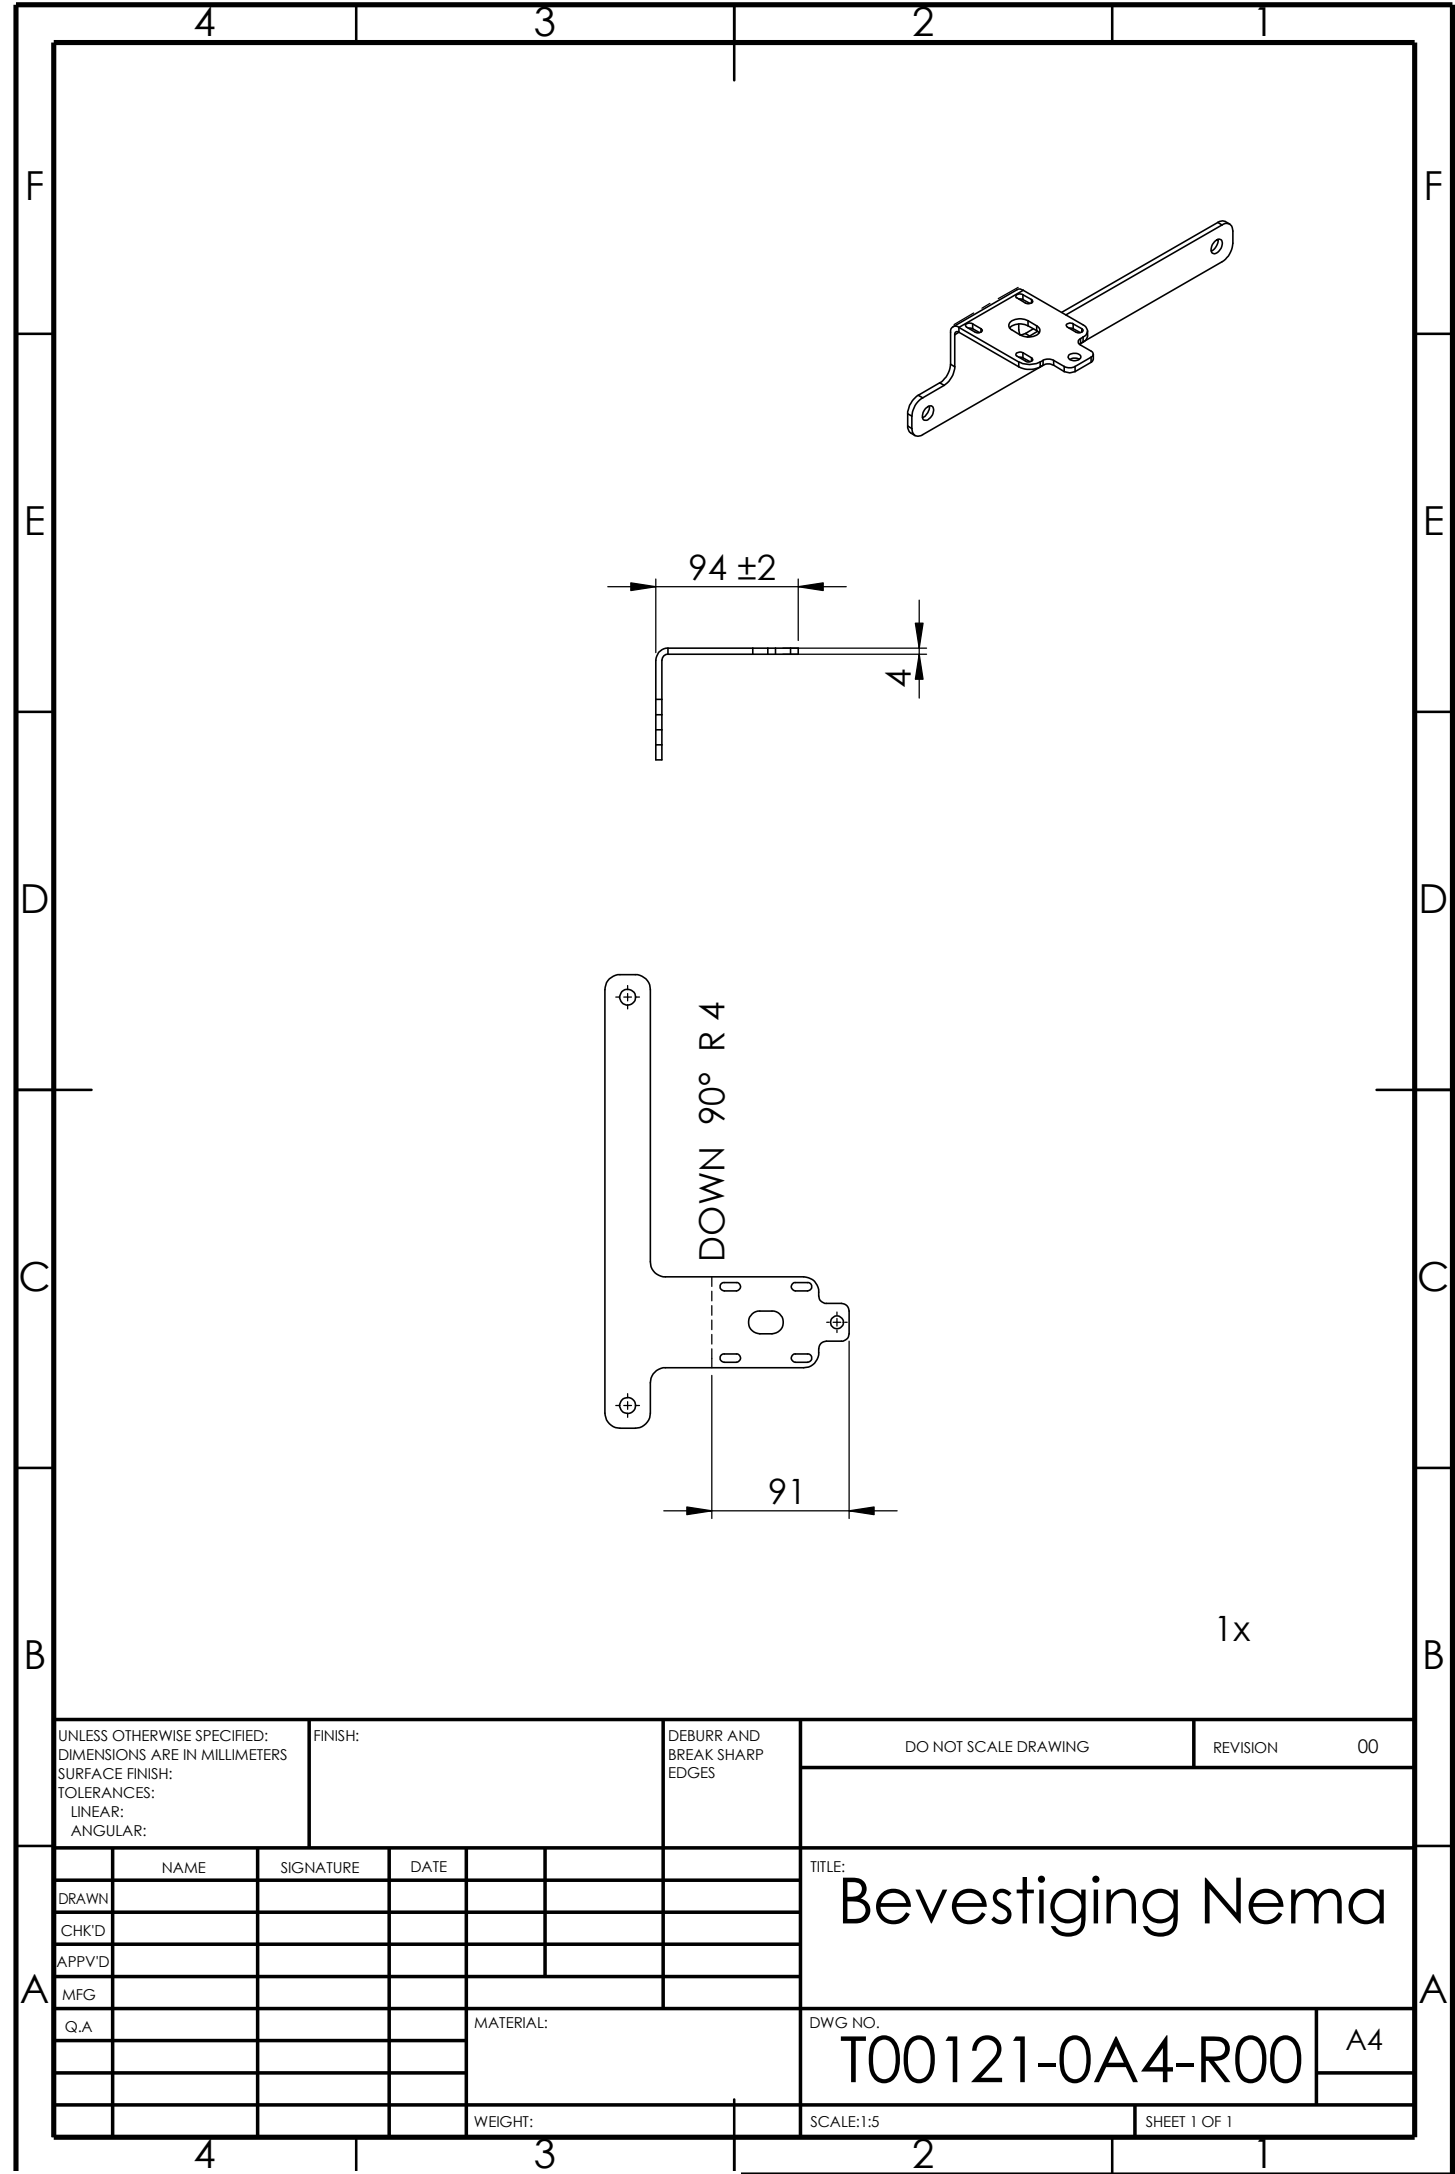 4 3 2 1
F F
E E
94 ±2
4
D D
DOWN 90° R 4
C C
91
1x
B B
UNLESS OTHERWISE SPECIFIED:
DIMENSIONS ARE IN MILLIMETERS
SURFACE FINISH:
TOLERANCES:
LINEAR:
ANGULAR:
FINISH:
DEBURR AND
BREAK SHARP
EDGES
DO NOT SCALE DRAWING
REVISION 00
NAME SIGNATURE DATE
DRAWN
CHK'D
APPV'D
MFG
Q.A
TITLE:
Bevestiging Nema
A A
MATERIAL:
DWG NO.
T00121-0A4-R00
A4
WEIGHT:
SCALE:1:5
SHEET 1 OF 1
4 3 2 1